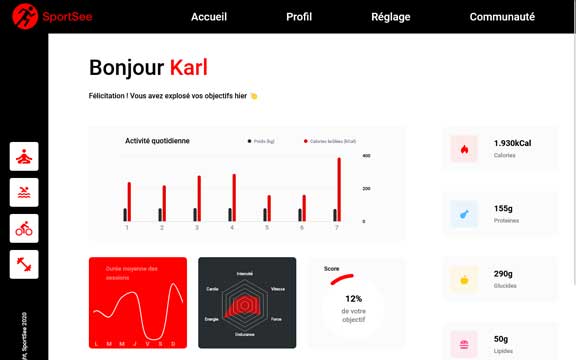 SportSee
Accueil
Profil
Réglage
Communauté
Bonjour Karl
Félicitation ! Vous avez explosé vos objectifs hier 👏
Activité quotidienne
Poids (kg)
Calories brûlées (kCal)
400
200
0
1 2 3 4 5 6 7
1.930kCal
Calories
155g
Proteines
290g
Glucides
50g
Lipides
Durée moyenne des
sessions
L M M J V S D
Intensité
Vitesse
Force
Endurance
Energie
Cardio
Score
12%
de votre
objectif
ht, SportSee 2020